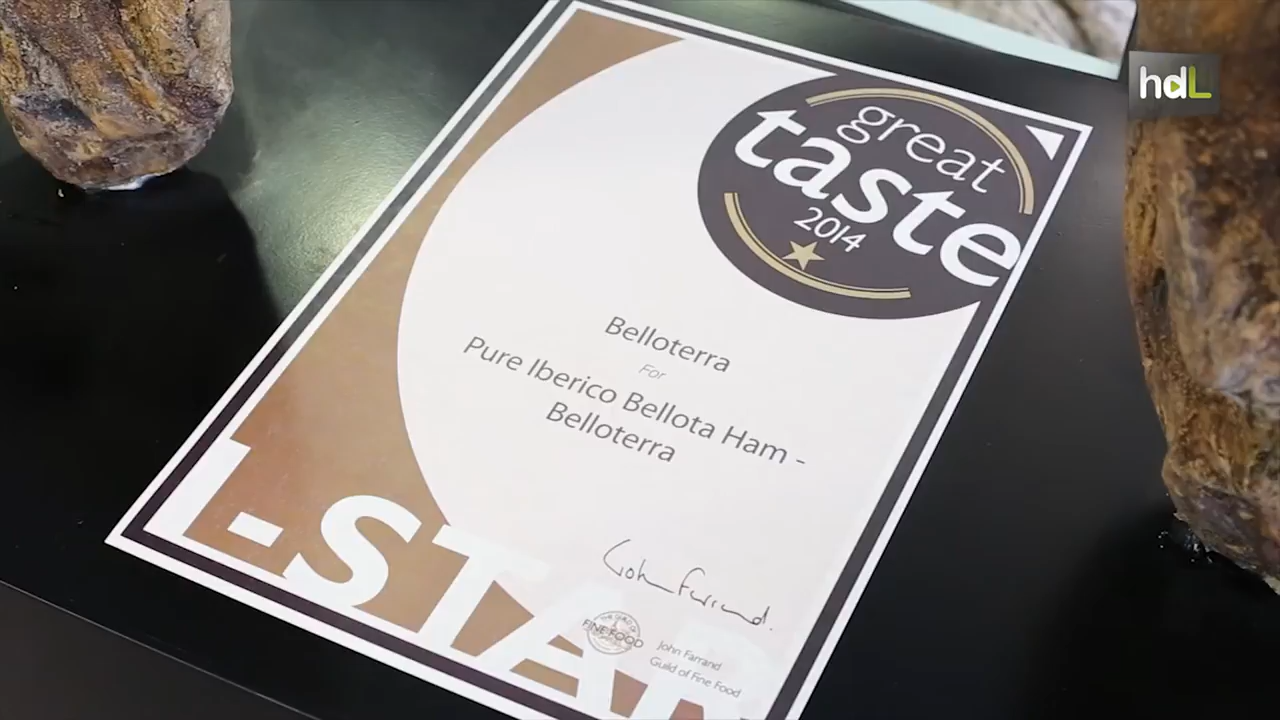 hdL
great
taste
2014
Belloterra
For
Pure Iberico Bellota Ham -
Belloterra
John Farrand.
FINE FOOD
John Farrand
Guild of Fine Food
1-STAR